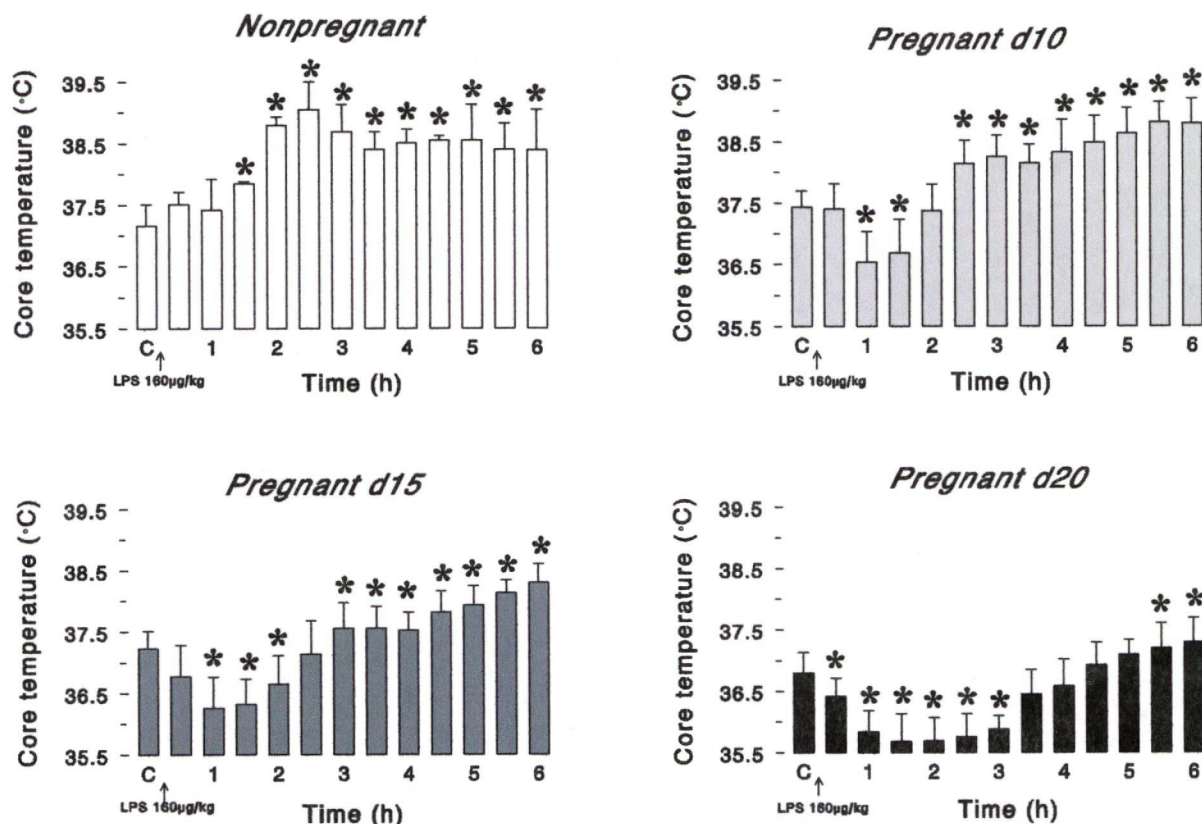 Nonpregnant
Core temperature (°C)
39.5
38.5
37.5
36.5
35.5
* * * * * * * * * *
C 1 2 3 4 5 6
LPS 160µg/kg
Time (h)
Pregnant d10
Core temperature (°C)
39.5
38.5
37.5
36.5
35.5
* * * * * * * * * *
C 1 2 3 4 5 6
LPS 160µg/kg
Time (h)
Pregnant d15
Core temperature (°C)
39.5
38.5
37.5
36.5
35.5
* * * * * * * * * *
C 1 2 3 4 5 6
LPS 160µg/kg
Time (h)
Pregnant d20
Core temperature (°C)
39.5
38.5
37.5
36.5
35.5
* * * * * * * *
C 1 2 3 4 5 6
LPS 160µg/kg
Time (h)